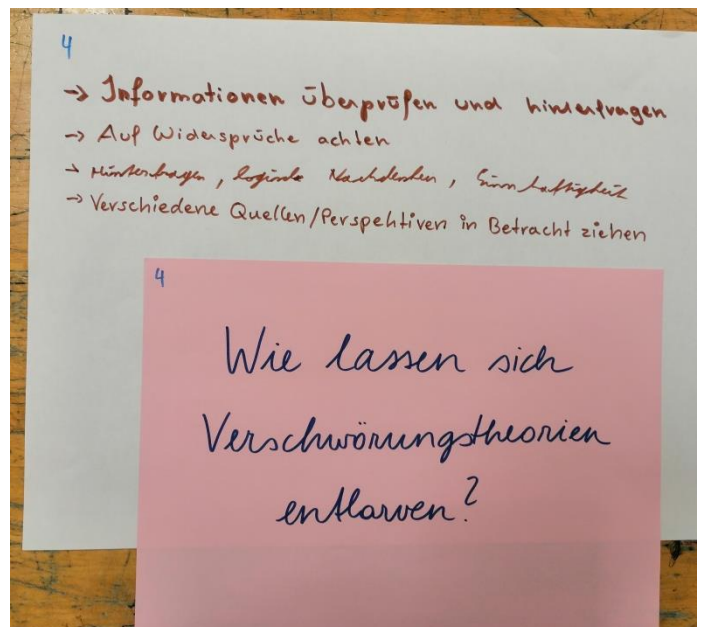 4
-> Informationen überprüfen und hinterfragen
-> Auf Widersprüche achten
-> Hinterfragen, logisches Nachdenken, Sinnhaftigkeit
-> Verschiedene Quellen/Perspektiven in Betracht ziehen
4
Wie lassen sich
Verschwörungstheorien
entlarven?